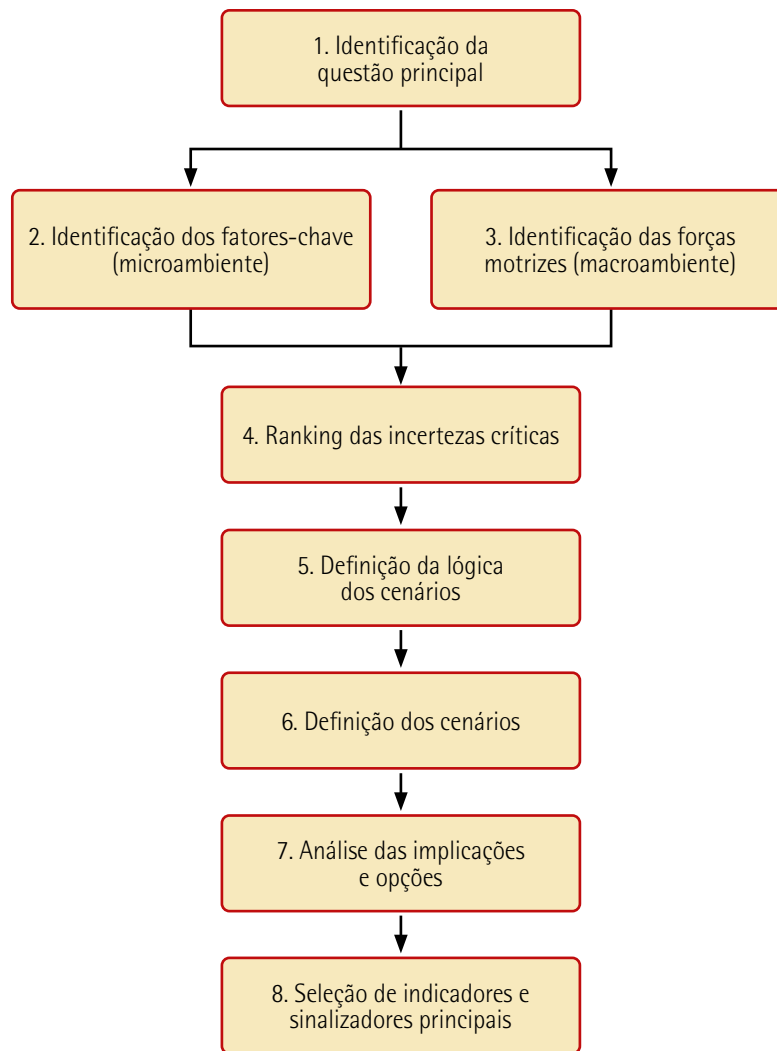 1. Identificação da
questão principal
2. Identificação dos fatores-chave
(microambiente)
3. Identificação das forças
motrizes (macroambiente)
4. Ranking das incertezas críticas
5. Definição da lógica
dos cenários
6. Definição dos cenários
7. Análise das implicações
e opções
8. Seleção de indicadores e
sinalizadores principais